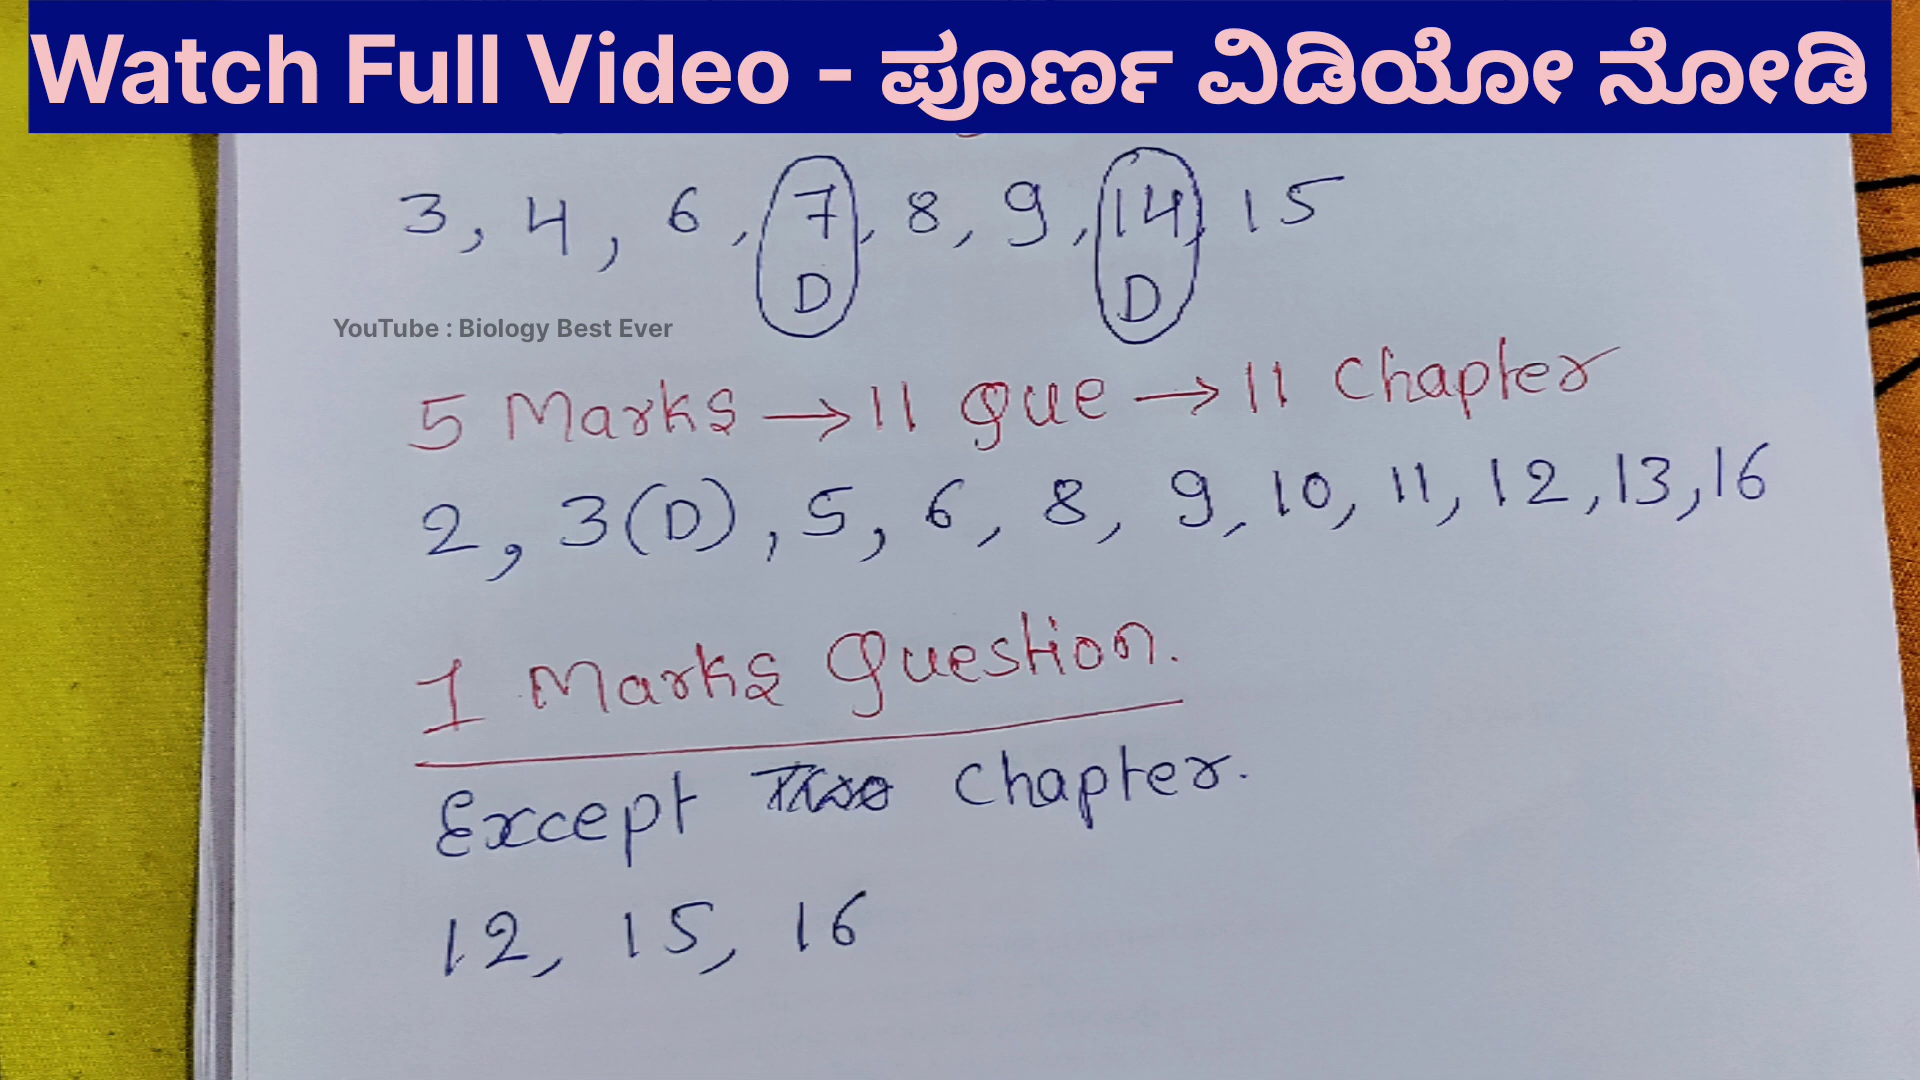 Watch Full Video - ಪೂರ್ಣ ವಿಡಿಯೋ ನೋಡಿ
3, 4, 6, 7, 8, 9, 14, 15
D D
YouTube : Biology Best Ever
5 Marks → 11 Que → 11 Chapter
2, 3(D), 5, 6, 8, 9, 10, 11, 12, 13, 16
1 Marks Question.
Except Chapter.
12, 15, 16